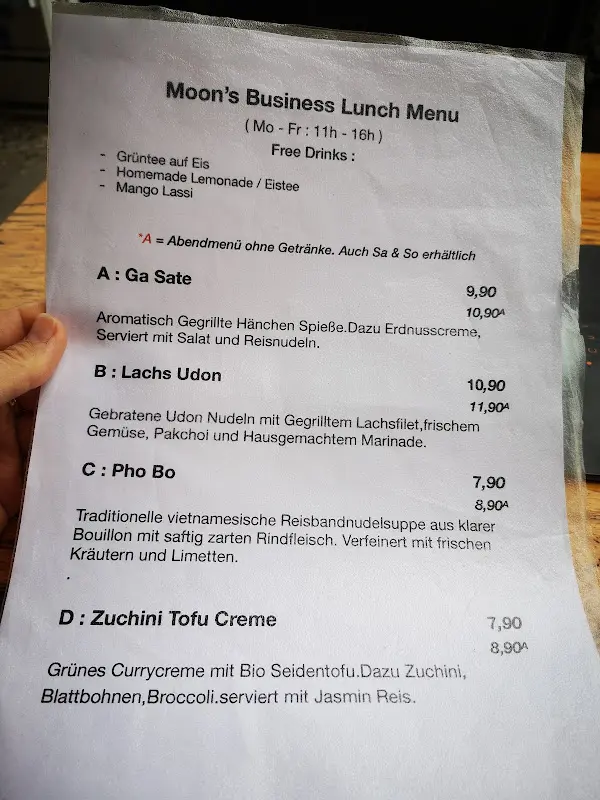 Moon's Business Lunch Menu
( Mo - Fr : 11h - 16h )
Free Drinks :
- Grüntee auf Eis
- Homemade Lemonade / Eistee
- Mango Lassi
*A = Abendmenü ohne Getränke. Auch Sa & So erhältlich
A : Ga Sate
9,90
10,90A
Aromatisch Gegrillte Hänchen Spieße.Dazu Erdnusscreme,
Serviert mit Salat und Reisnudeln.
B : Lachs Udon
10,90
11,90A
Gebratene Udon Nudeln mit Gegrilltem Lachsfilet,frischem
Gemüse, Pakchoi und Hausgemachtem Marinade.
C : Pho Bo
7,90
8,90A
Traditionelle vietnamesische Reisbandnudelsuppe aus klarer
Bouillon mit saftig zarten Rindfleisch. Verfeinert mit frischen
Kräutern und Limetten.
.
D : Zuchini Tofu Creme
7,90
8,90A
Grünes Currycreme mit Bio Seidentofu.Dazu Zuchini,
Blattbohnen,Broccoli.serviert mit Jasmin Reis.